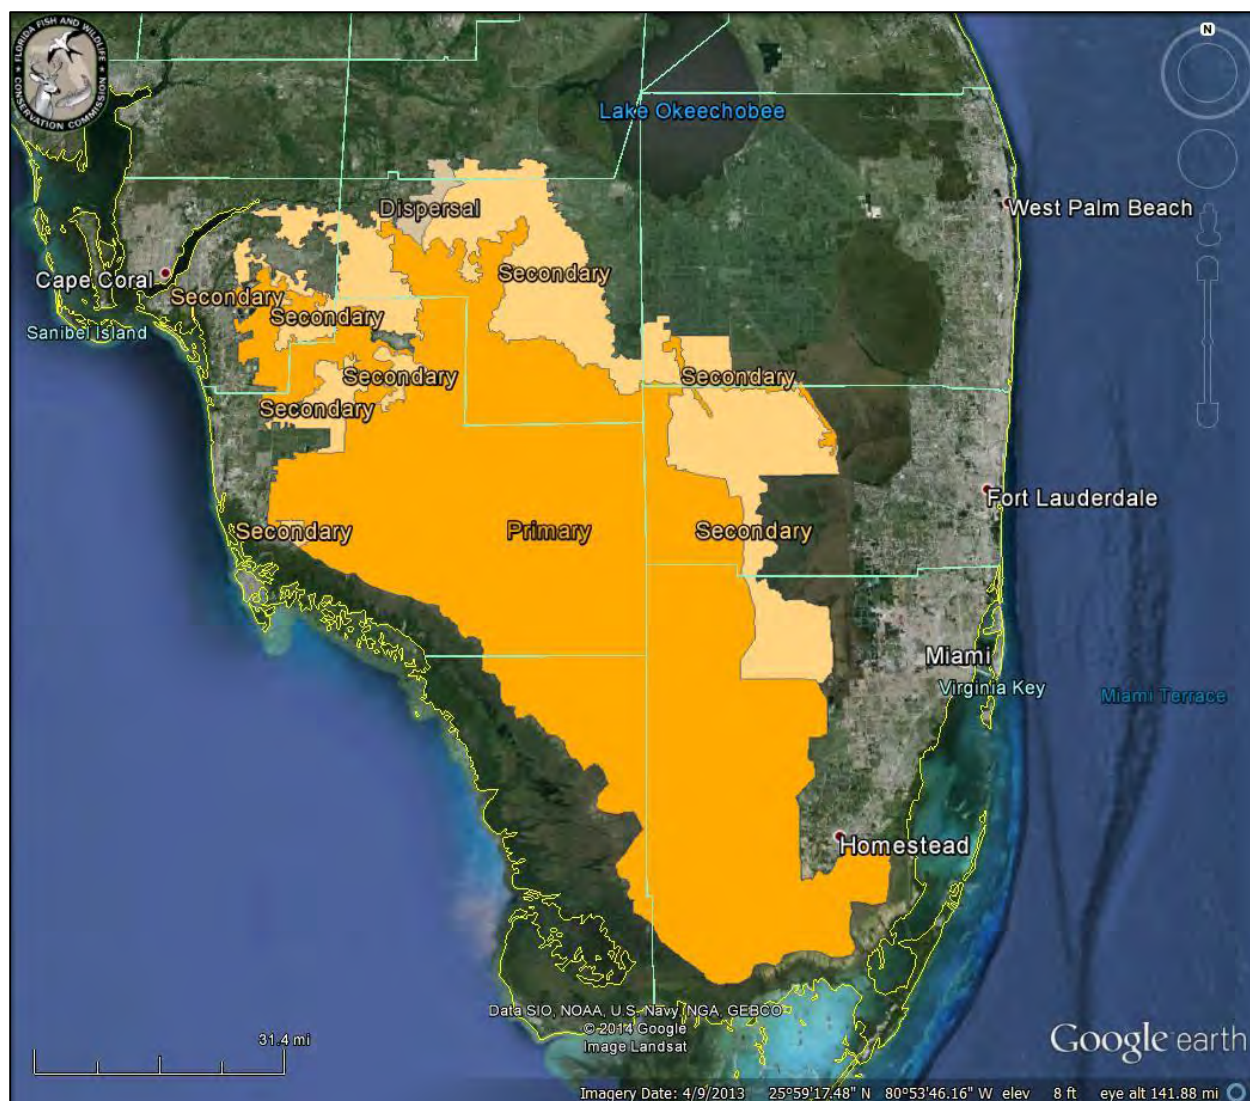 FLORIDA FISH AND WILDLIFE
CONSERVATION COMMISSION
N
Lake Okeechobee
Dispersal
West Palm Beach
Cape Coral
Secondary
Secondary
Sanibel Island
Secondary
Secondary
Secondary
Secondary
Fort Lauderdale
Secondary
Primary
Secondary
Miami
Virginia Key
Miami Terrace
Homestead
Data SIO, NOAA, U.S. Navy, NGA, GEBCO
© 2014 Google
Image Landsat
31.4 mi
Google earth
Imagery Date: 4/9/2013 25°59'17.48" N 80°53'46.16" W elev 8 ft eye alt 141.88 mi